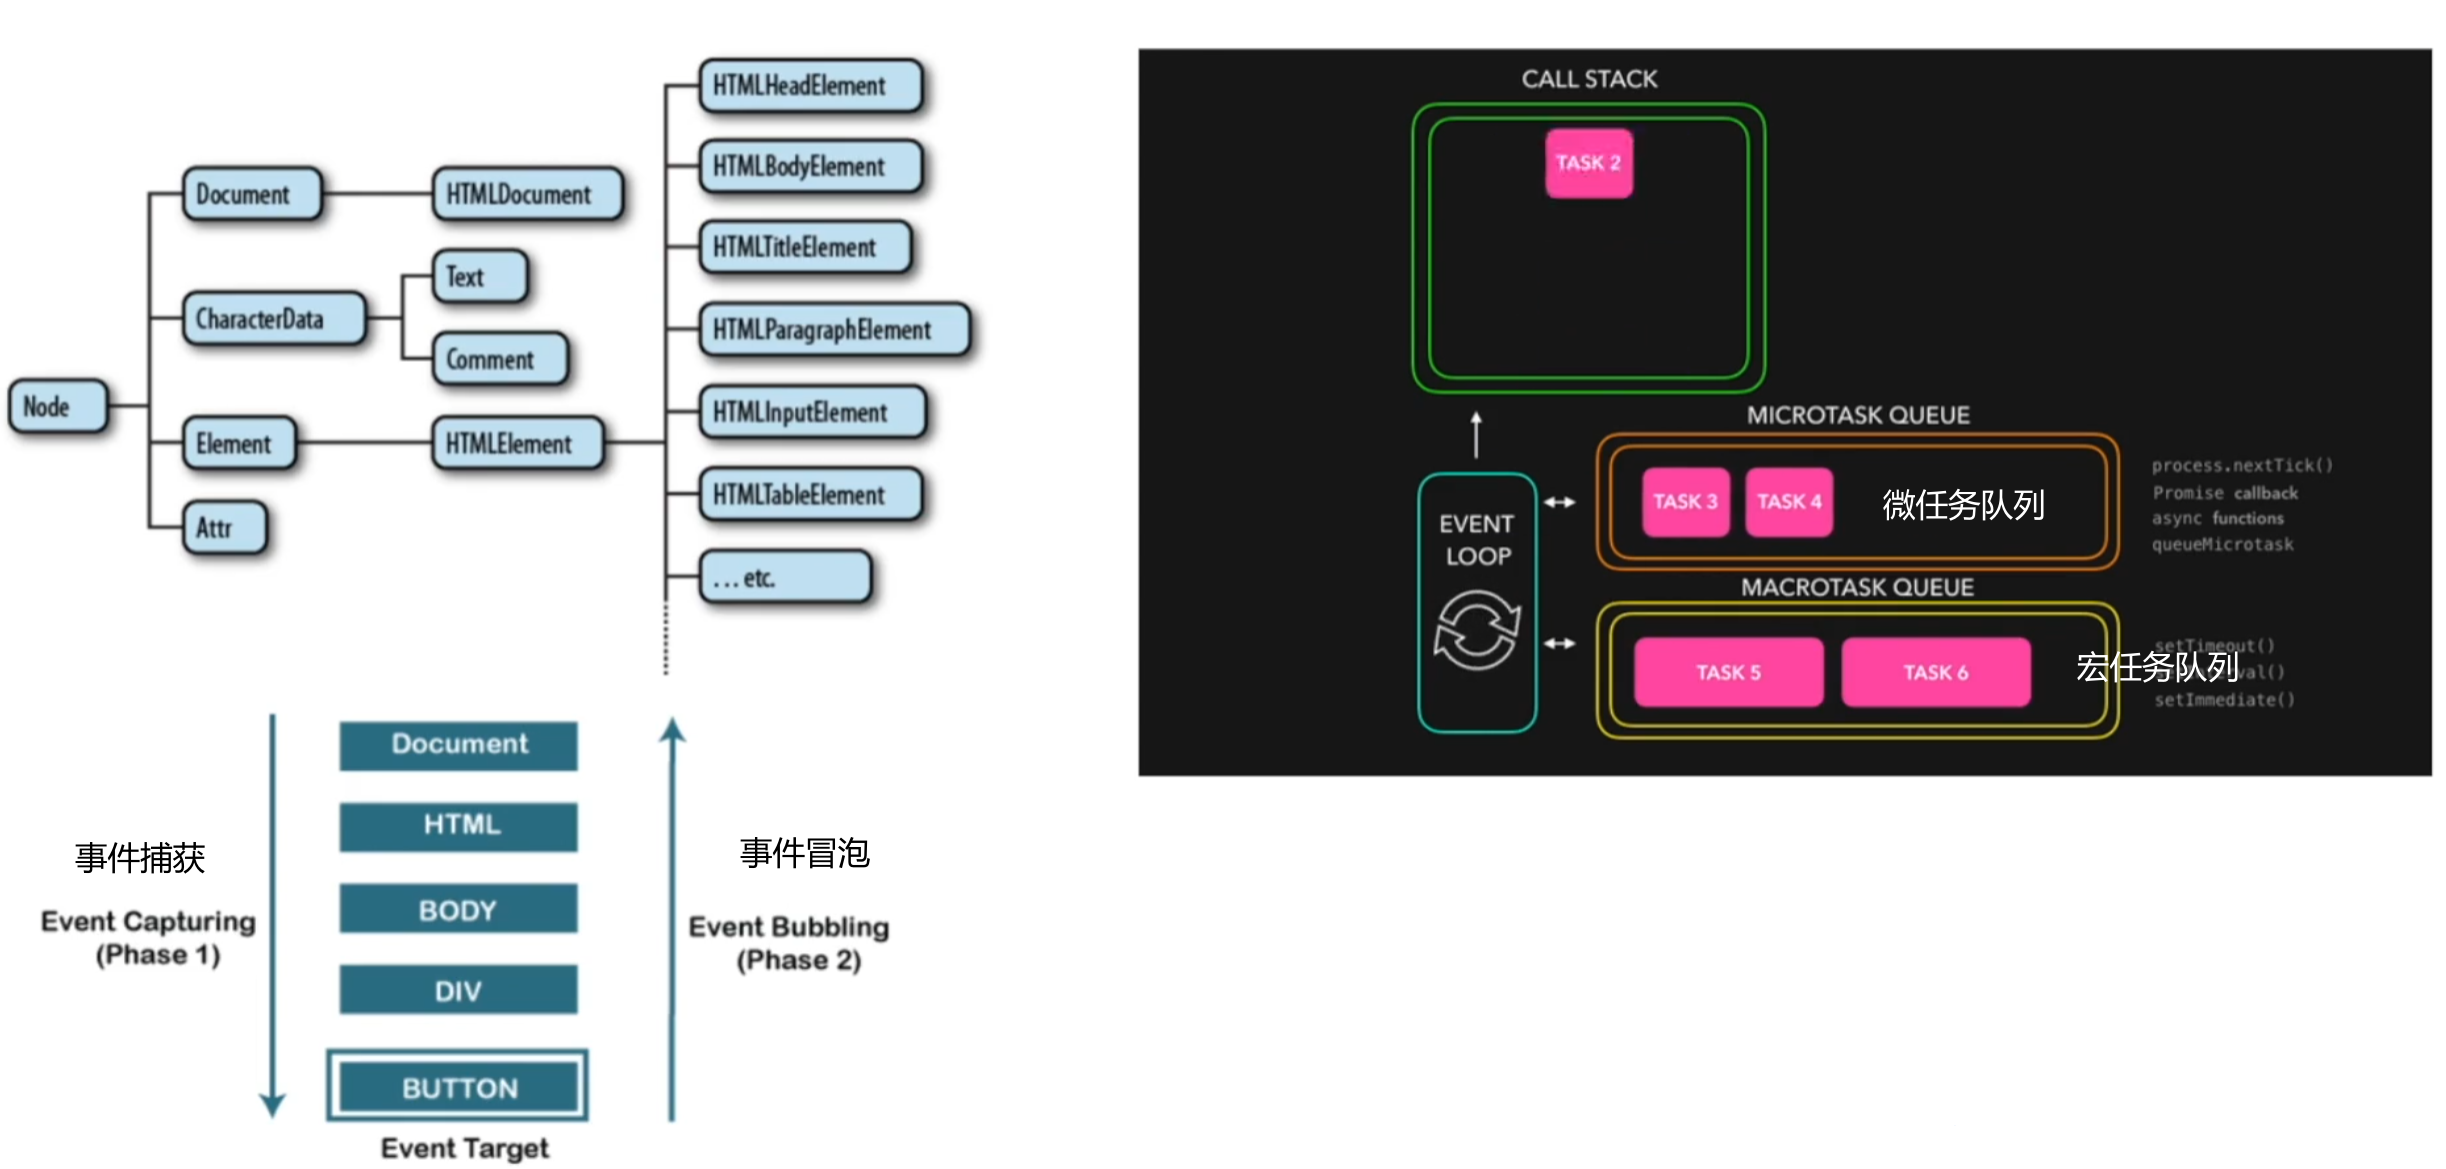 HTMLHeadElement
HTMLBodyElement
Document
HTMLDocument
HTMLTitleElement
Text
CharacterData
HTMLParagraphElement
Comment
Node
HTMLInputElement
Element
HTMLElement
HTMLTableElement
Attr
... etc.
Document
HTML
BODY
DIV
BUTTON
Event Target
事件捕获
Event Capturing
(Phase 1)
事件冒泡
Event Bubbling
(Phase 2)
CALL STACK
TASK 2
MICROTASK QUEUE
TASK 3
TASK 4
微任务队列
process.nextTick()
Promise callback
async functions
queueMicrotask
EVENT
LOOP
MACROTASK QUEUE
TASK 5
TASK 6
宏任务队列
setTimeout()
setImmediate()